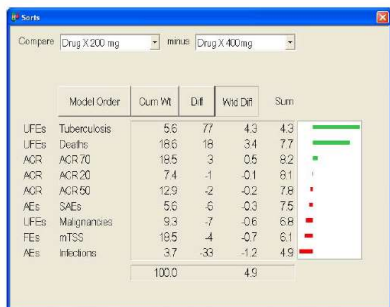 Sorts
Compare Drug X 200 mg minus Drug X 400mg
Model Order Cum Wt Diff Wtd Diff Sum
UFEs Tuberculosis 5.6 77 4.3 4.3
UFEs Deaths 18.6 18 3.4 7.7
ACR ACR 70 18.5 3 0.5 8.2
ACR ACR 20 7.4 -1 -0.1 8.1
ACR ACR 50 12.9 -2 -0.2 7.8
AEs SAEs 5.6 -6 -0.3 7.5
UFEs Malignancies 9.3 -7 -0.6 6.8
FEs mTSS 18.5 -4 -0.7 6.1
AEs Infections 3.7 -33 -1.2 4.9
100.0 4.9